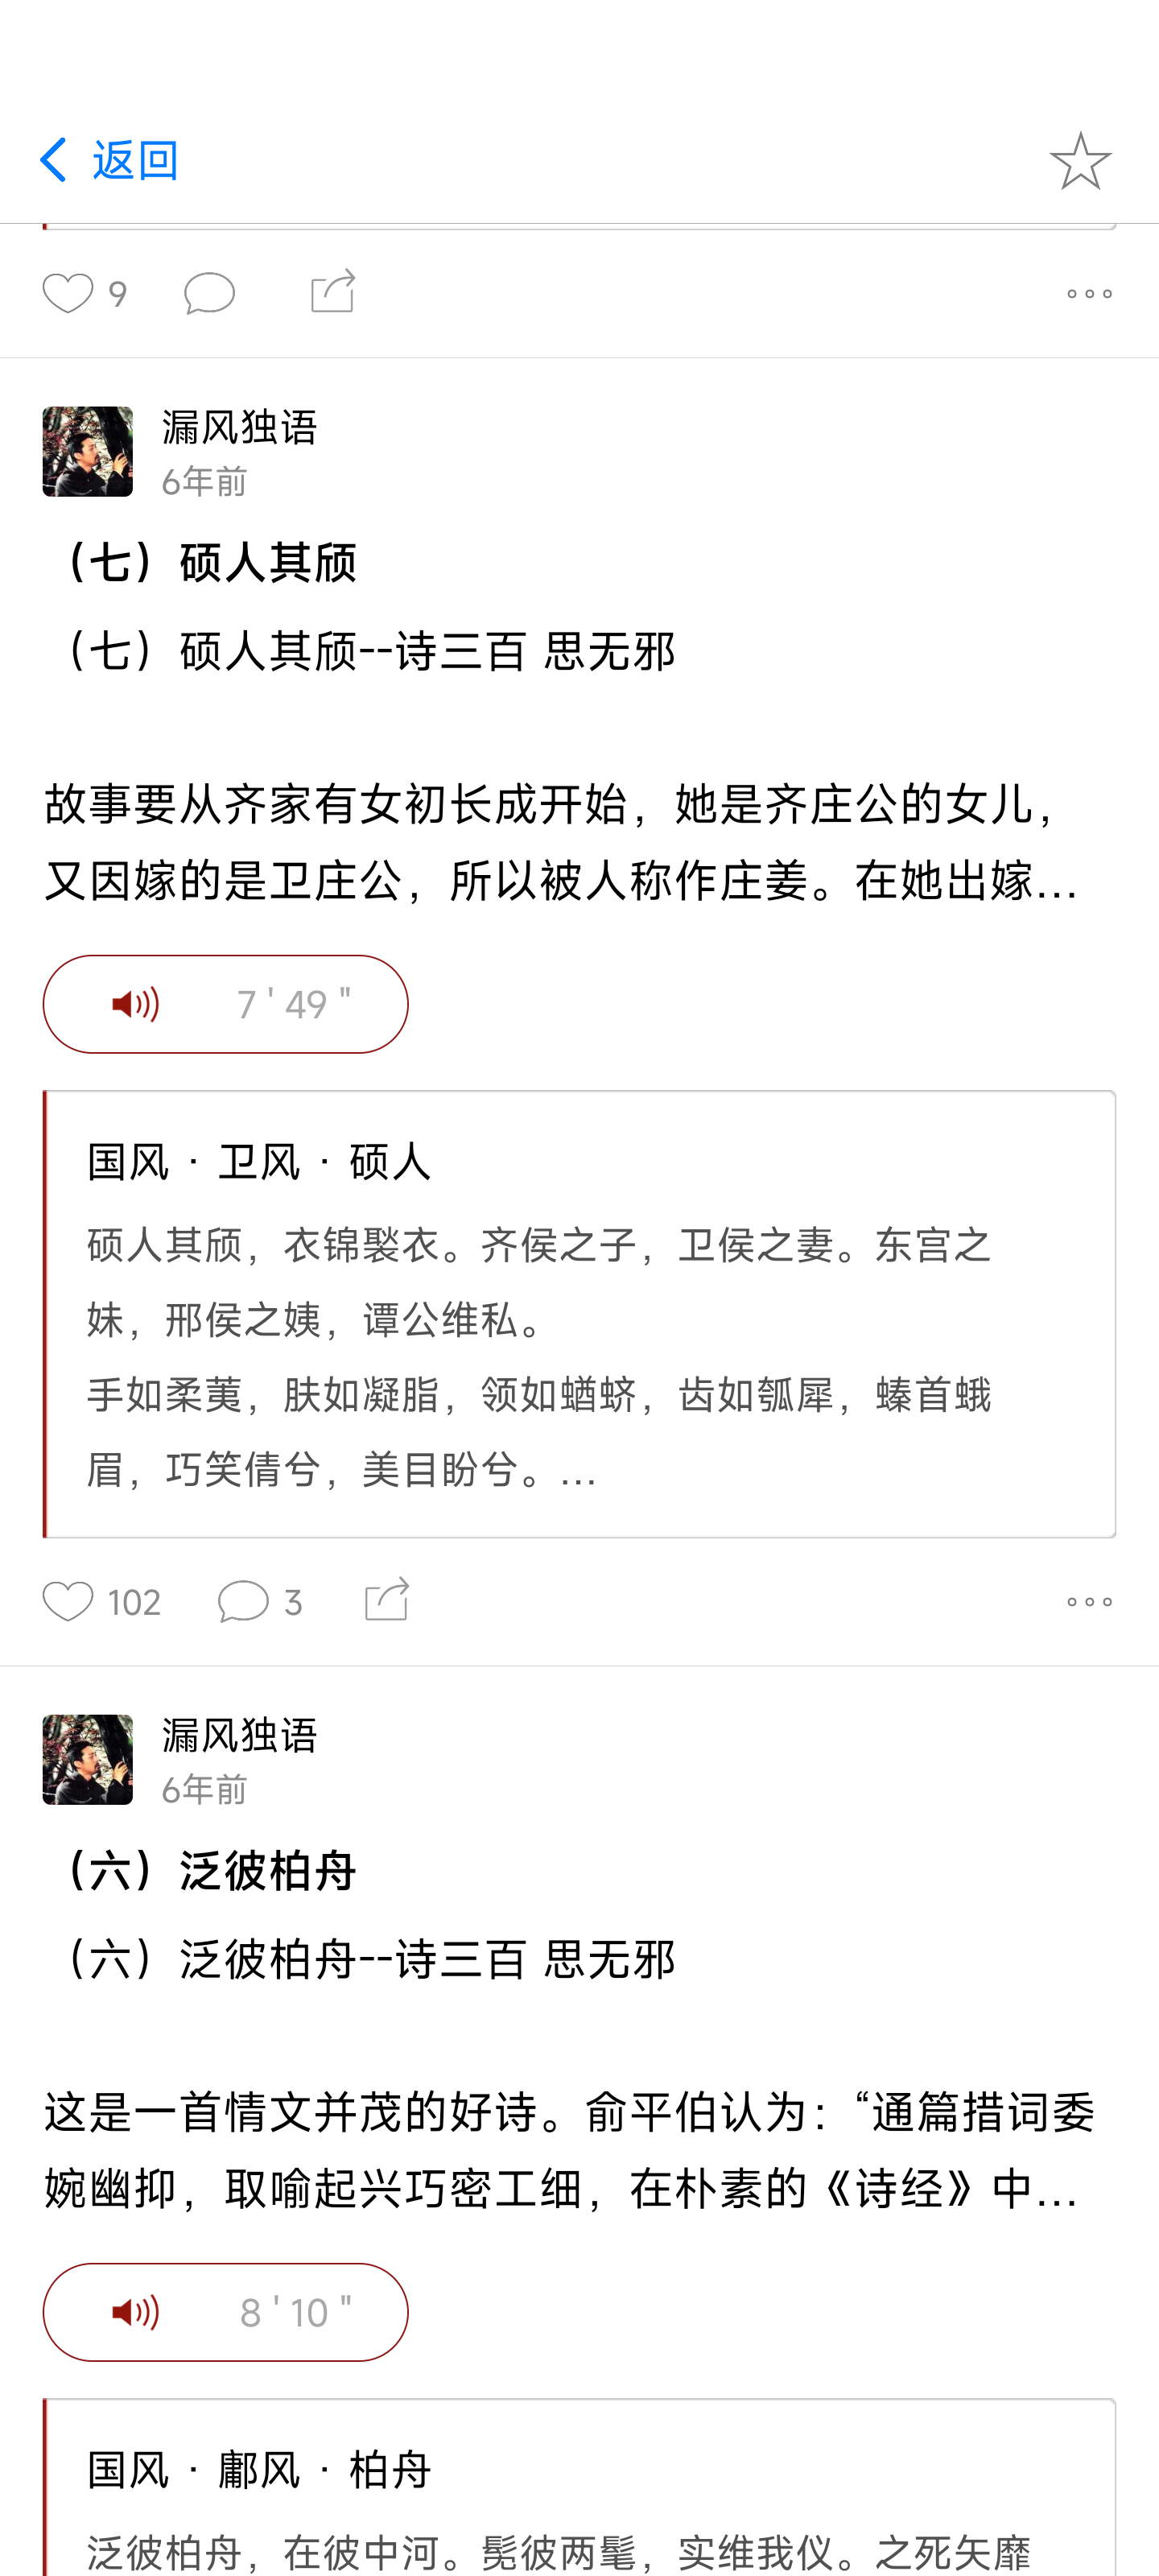 返回
9
漏风独语
6年前
（七）硕人其颀
（七）硕人其颀--诗三百 思无邪
故事要从齐家有女初长成开始，她是齐庄公的女儿，
又因嫁的是卫庄公，所以被人称作庄姜。在她出嫁...
7 ' 49 "
国风 · 卫风 · 硕人
硕人其颀，衣锦褧衣。齐侯之子，卫侯之妻。东宫之
妹，邢侯之姨，谭公维私。
手如柔荑，肤如凝脂，领如蝤蛴，齿如瓠犀，螓首蛾
眉，巧笑倩兮，美目盼兮。...
102 3
漏风独语
6年前
（六）泛彼柏舟
（六）泛彼柏舟--诗三百 思无邪
这是一首情文并茂的好诗。俞平伯认为：“通篇措词委
婉幽抑，取喻起兴巧密工细，在朴素的《诗经》中...
8 ' 10 "
国风 · 鄘风 · 柏舟
泛彼柏舟，在彼中河。髧彼两髦，实维我仪。之死矢靡